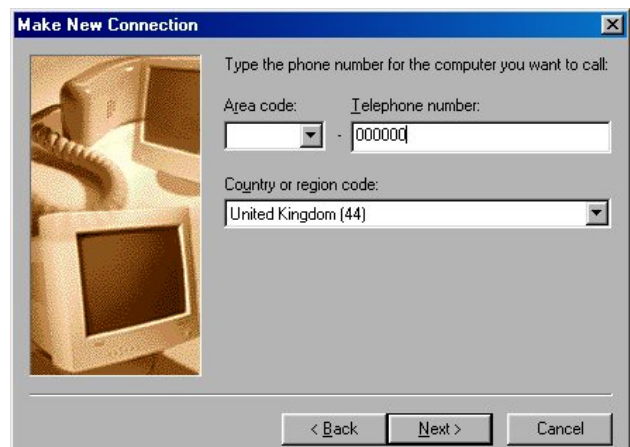 Make New Connection
Type the phone number for the computer you want to call:
Area code: Telephone number:
- 000000
Country or region code:
United Kingdom (44)
< Back Next > Cancel